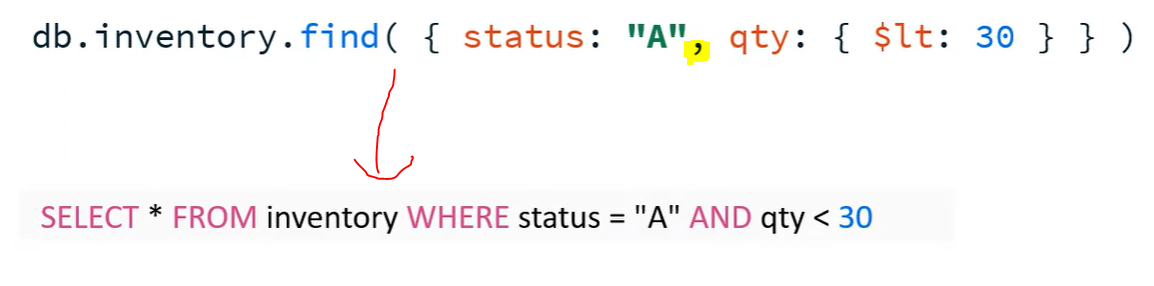 db.inventory.find( { status: "A", qty: { $lt: 30 } } )
SELECT * FROM inventory WHERE status = "A" AND qty < 30